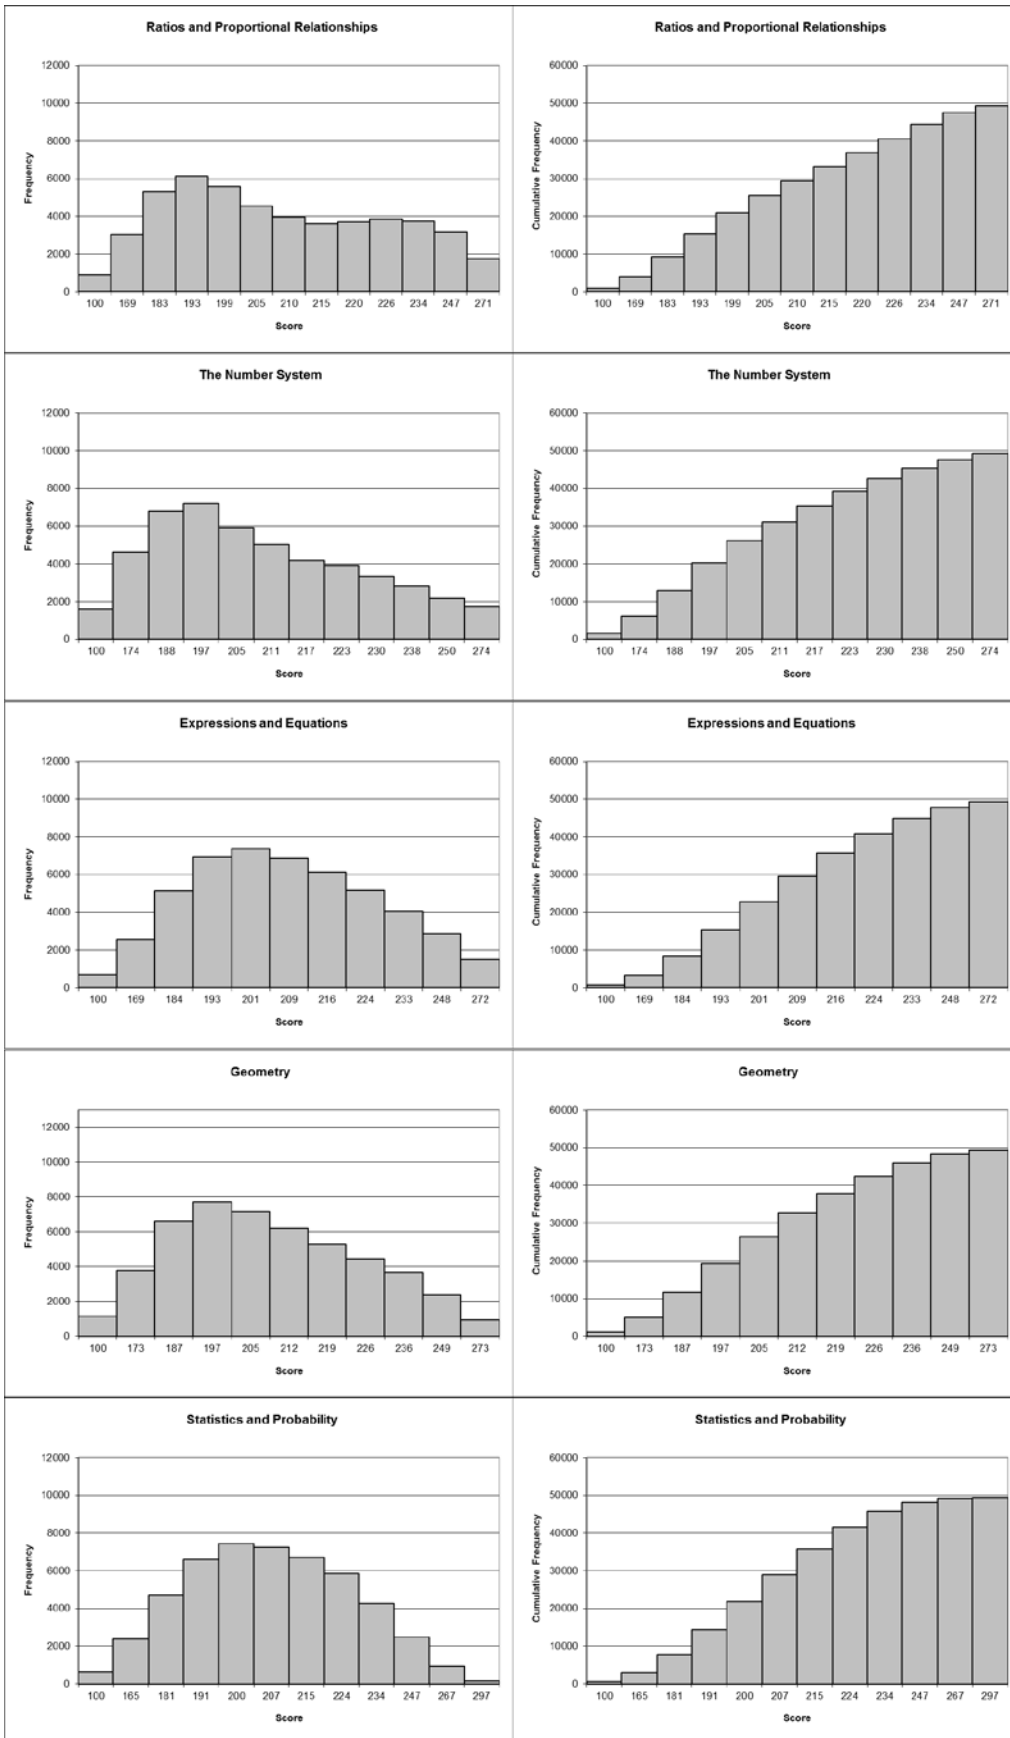 Ratios and Proportional Relationships
12000
10000
8000
6000
4000
2000
0
Frequency
100 169 183 193 199 205 210 215 220 226 234 247 271
Score
Ratios and Proportional Relationships
60000
50000
40000
30000
20000
10000
0
Cumulative Frequency
100 169 183 193 199 205 210 215 220 226 234 247 271
Score
The Number System
12000
10000
8000
6000
4000
2000
0
Frequency
100 174 188 197 205 211 217 223 230 238 250 274
Score
The Number System
60000
50000
40000
30000
20000
10000
0
Cumulative Frequency
100 174 188 197 205 211 217 223 230 238 250 274
Score
Expressions and Equations
12000
10000
8000
6000
4000
2000
0
Frequency
100 169 184 193 201 209 216 224 233 248 272
Score
Expressions and Equations
60000
50000
40000
30000
20000
10000
0
Cumulative Frequency
100 169 184 193 201 209 216 224 233 248 272
Score
Geometry
12000
10000
8000
6000
4000
2000
0
Frequency
100 173 187 197 205 212 219 226 236 249 273
Score
Geometry
60000
50000
40000
30000
20000
10000
0
Cumulative Frequency
100 173 187 197 205 212 219 226 236 249 273
Score
Statistics and Probability
12000
10000
8000
6000
4000
2000
0
Frequency
100 165 181 191 200 207 215 224 234 247 267 297
Score
Statistics and Probability
60000
50000
40000
30000
20000
10000
0
Cumulative Frequency
100 165 181 191 200 207 215 224 234 247 267 297
Score